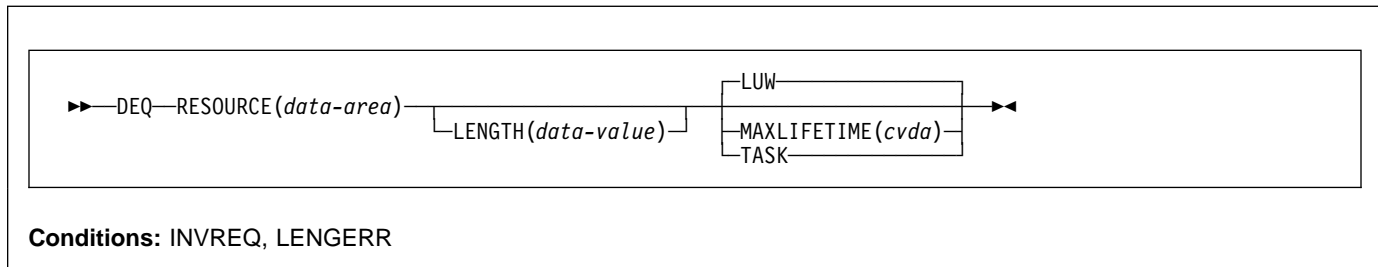 LUW
►►──DEQ──RESOURCE(data-area)──LENGTH(data-value)──MAXLIFETIME(cvda)──TASK──►◄
Conditions: INVREQ, LENGERR